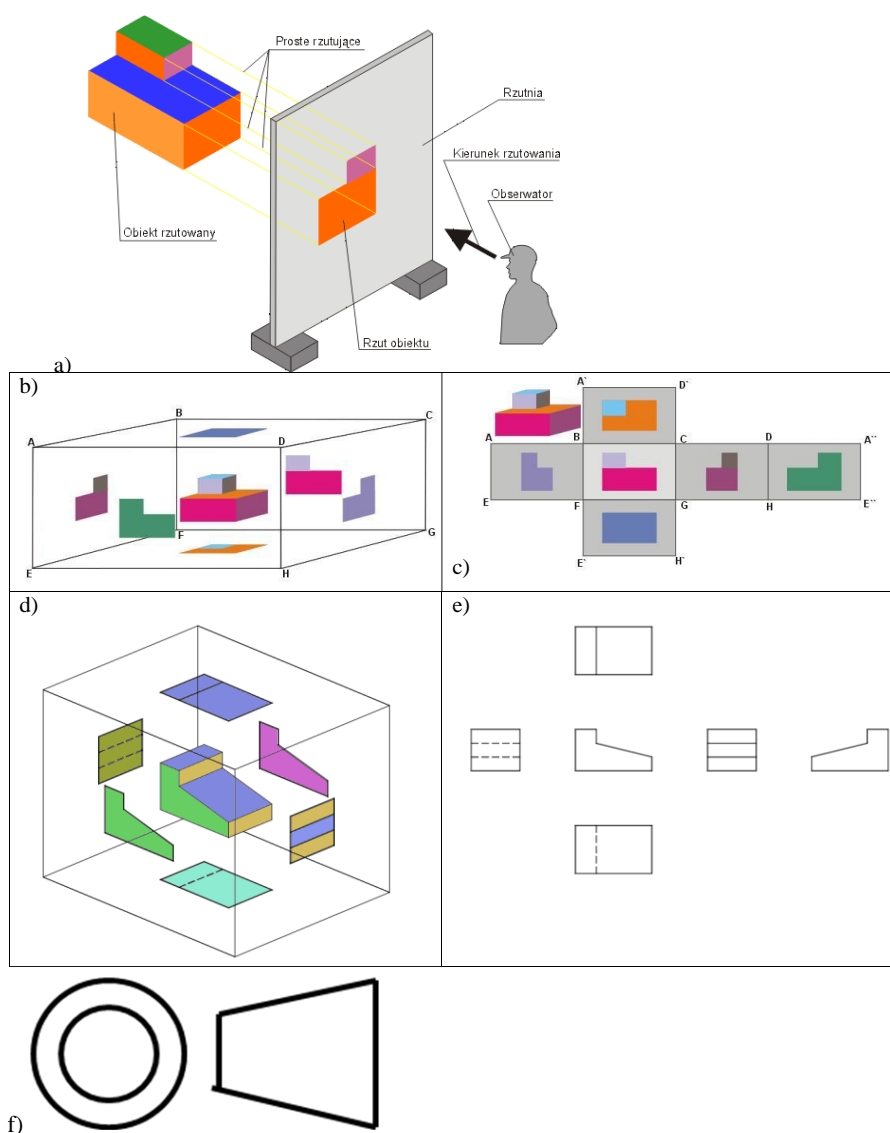 Proste rzutujące
Rzutnia
Kierunek rzutowania
Obserwator
Obiekt rzutowany
Rzut obiektu
a)
b)
B
C
A
D
F
G
E
H
c)
A` D`
A B C D A``
E F G H E``
E` H`
d)
e)
f)